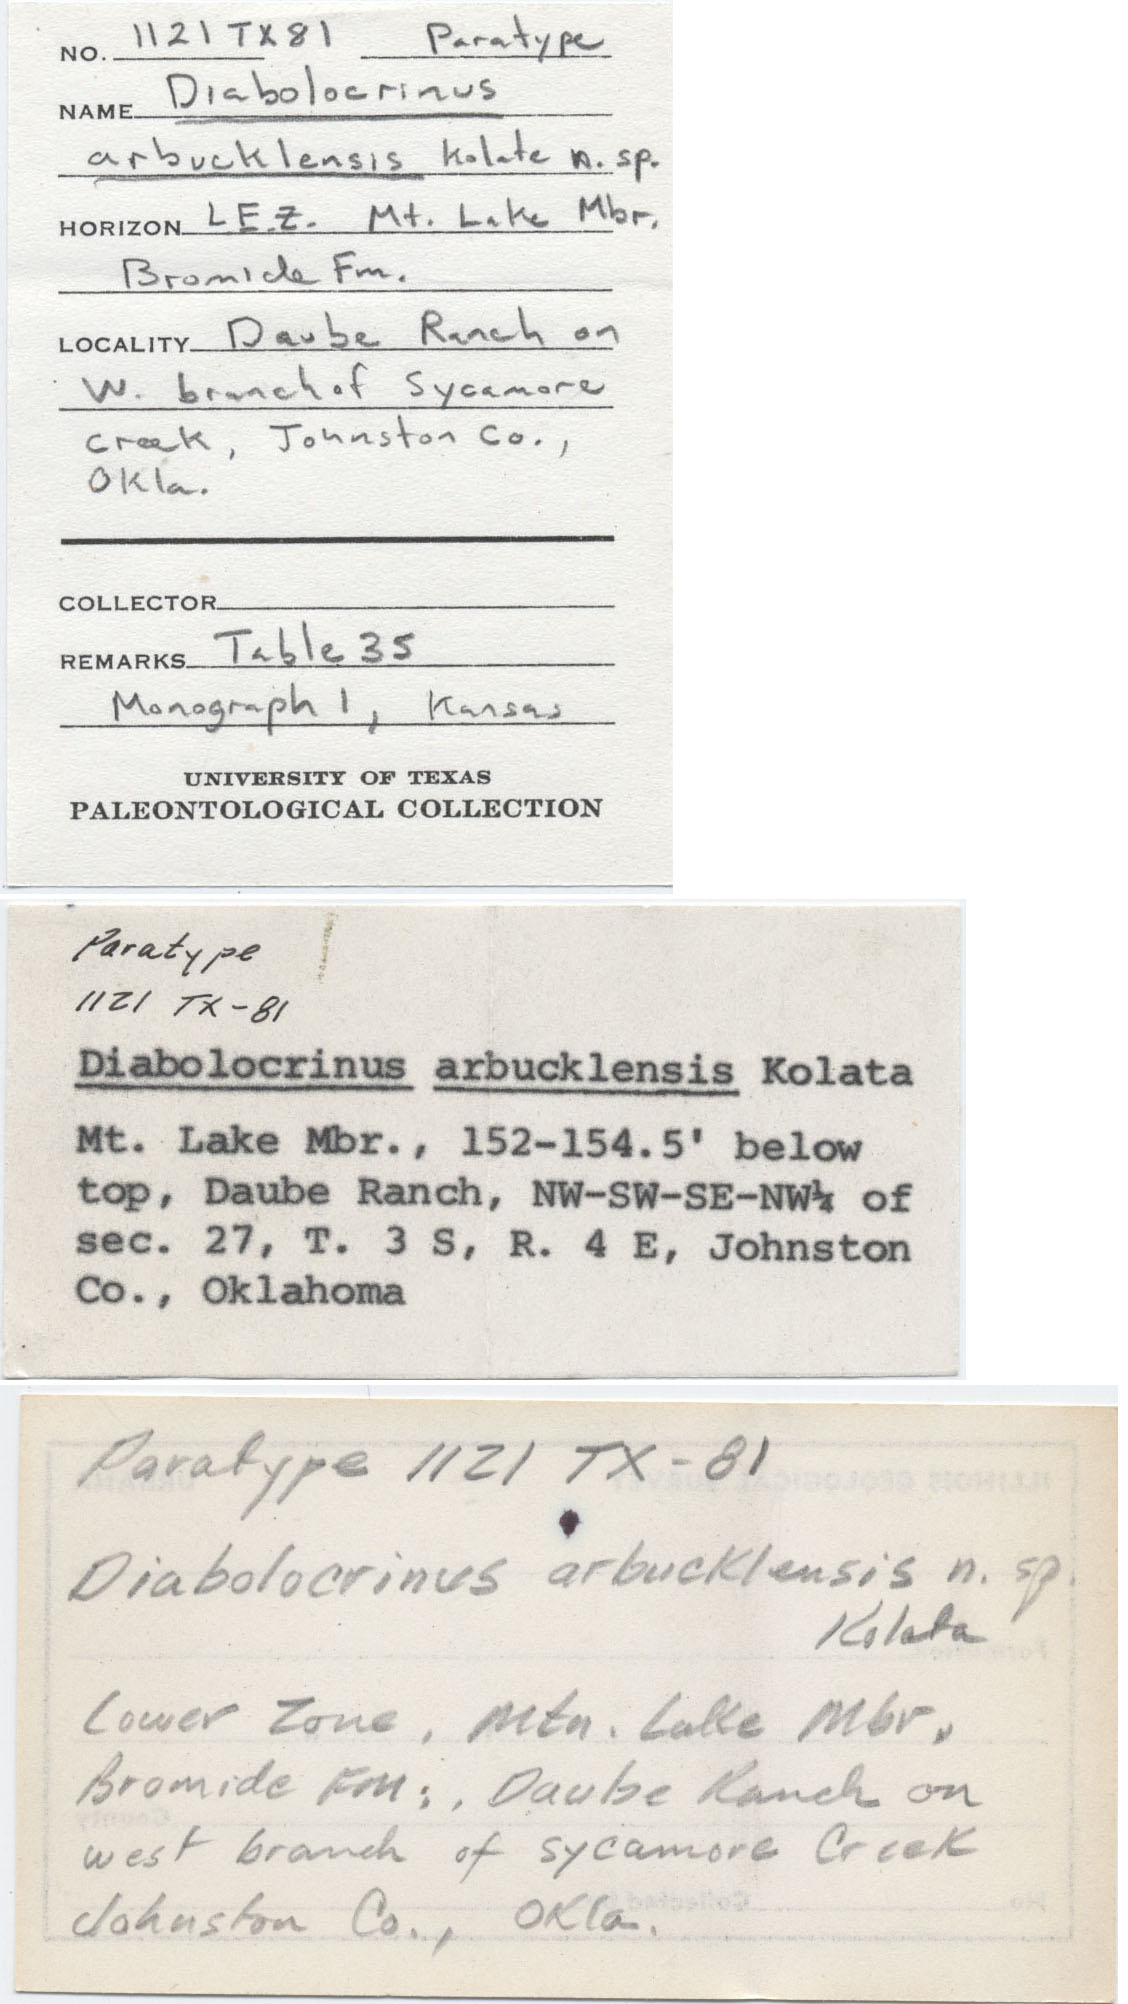 NO. 1121 TX81 Paratype
NAME Diabolocrinus
arbucklensis Kolate n. sp.
HORIZON L.E.Z. Mt. Lake Mbr.
Bromide Fm.
LOCALITY Daube Ranch on
W. branch of Sycamore
Creek, Johnston Co.,
Okla.
COLLECTOR
REMARKS Table 35
Monograph 1, Kansas
UNIVERSITY OF TEXAS
PALEONTOLOGICAL COLLECTION
Paratype
1121 TX-81
Diabolocrinus arbucklensis Kolata
Mt. Lake Mbr., 152-154.5' below
top, Daube Ranch, NW-SW-SE-NW¼ of
sec. 27, T. 3 S, R. 4 E, Johnston
Co., Oklahoma
Paratype 1121 TX-81
Diabolocrinus arbucklensis n. sp.
Kolata
Lower Zone, Mtn. Lake Mbr.
Bromide Fm., Daube Ranch on
west branch of Sycamore Creek
Johnston Co., Okla.